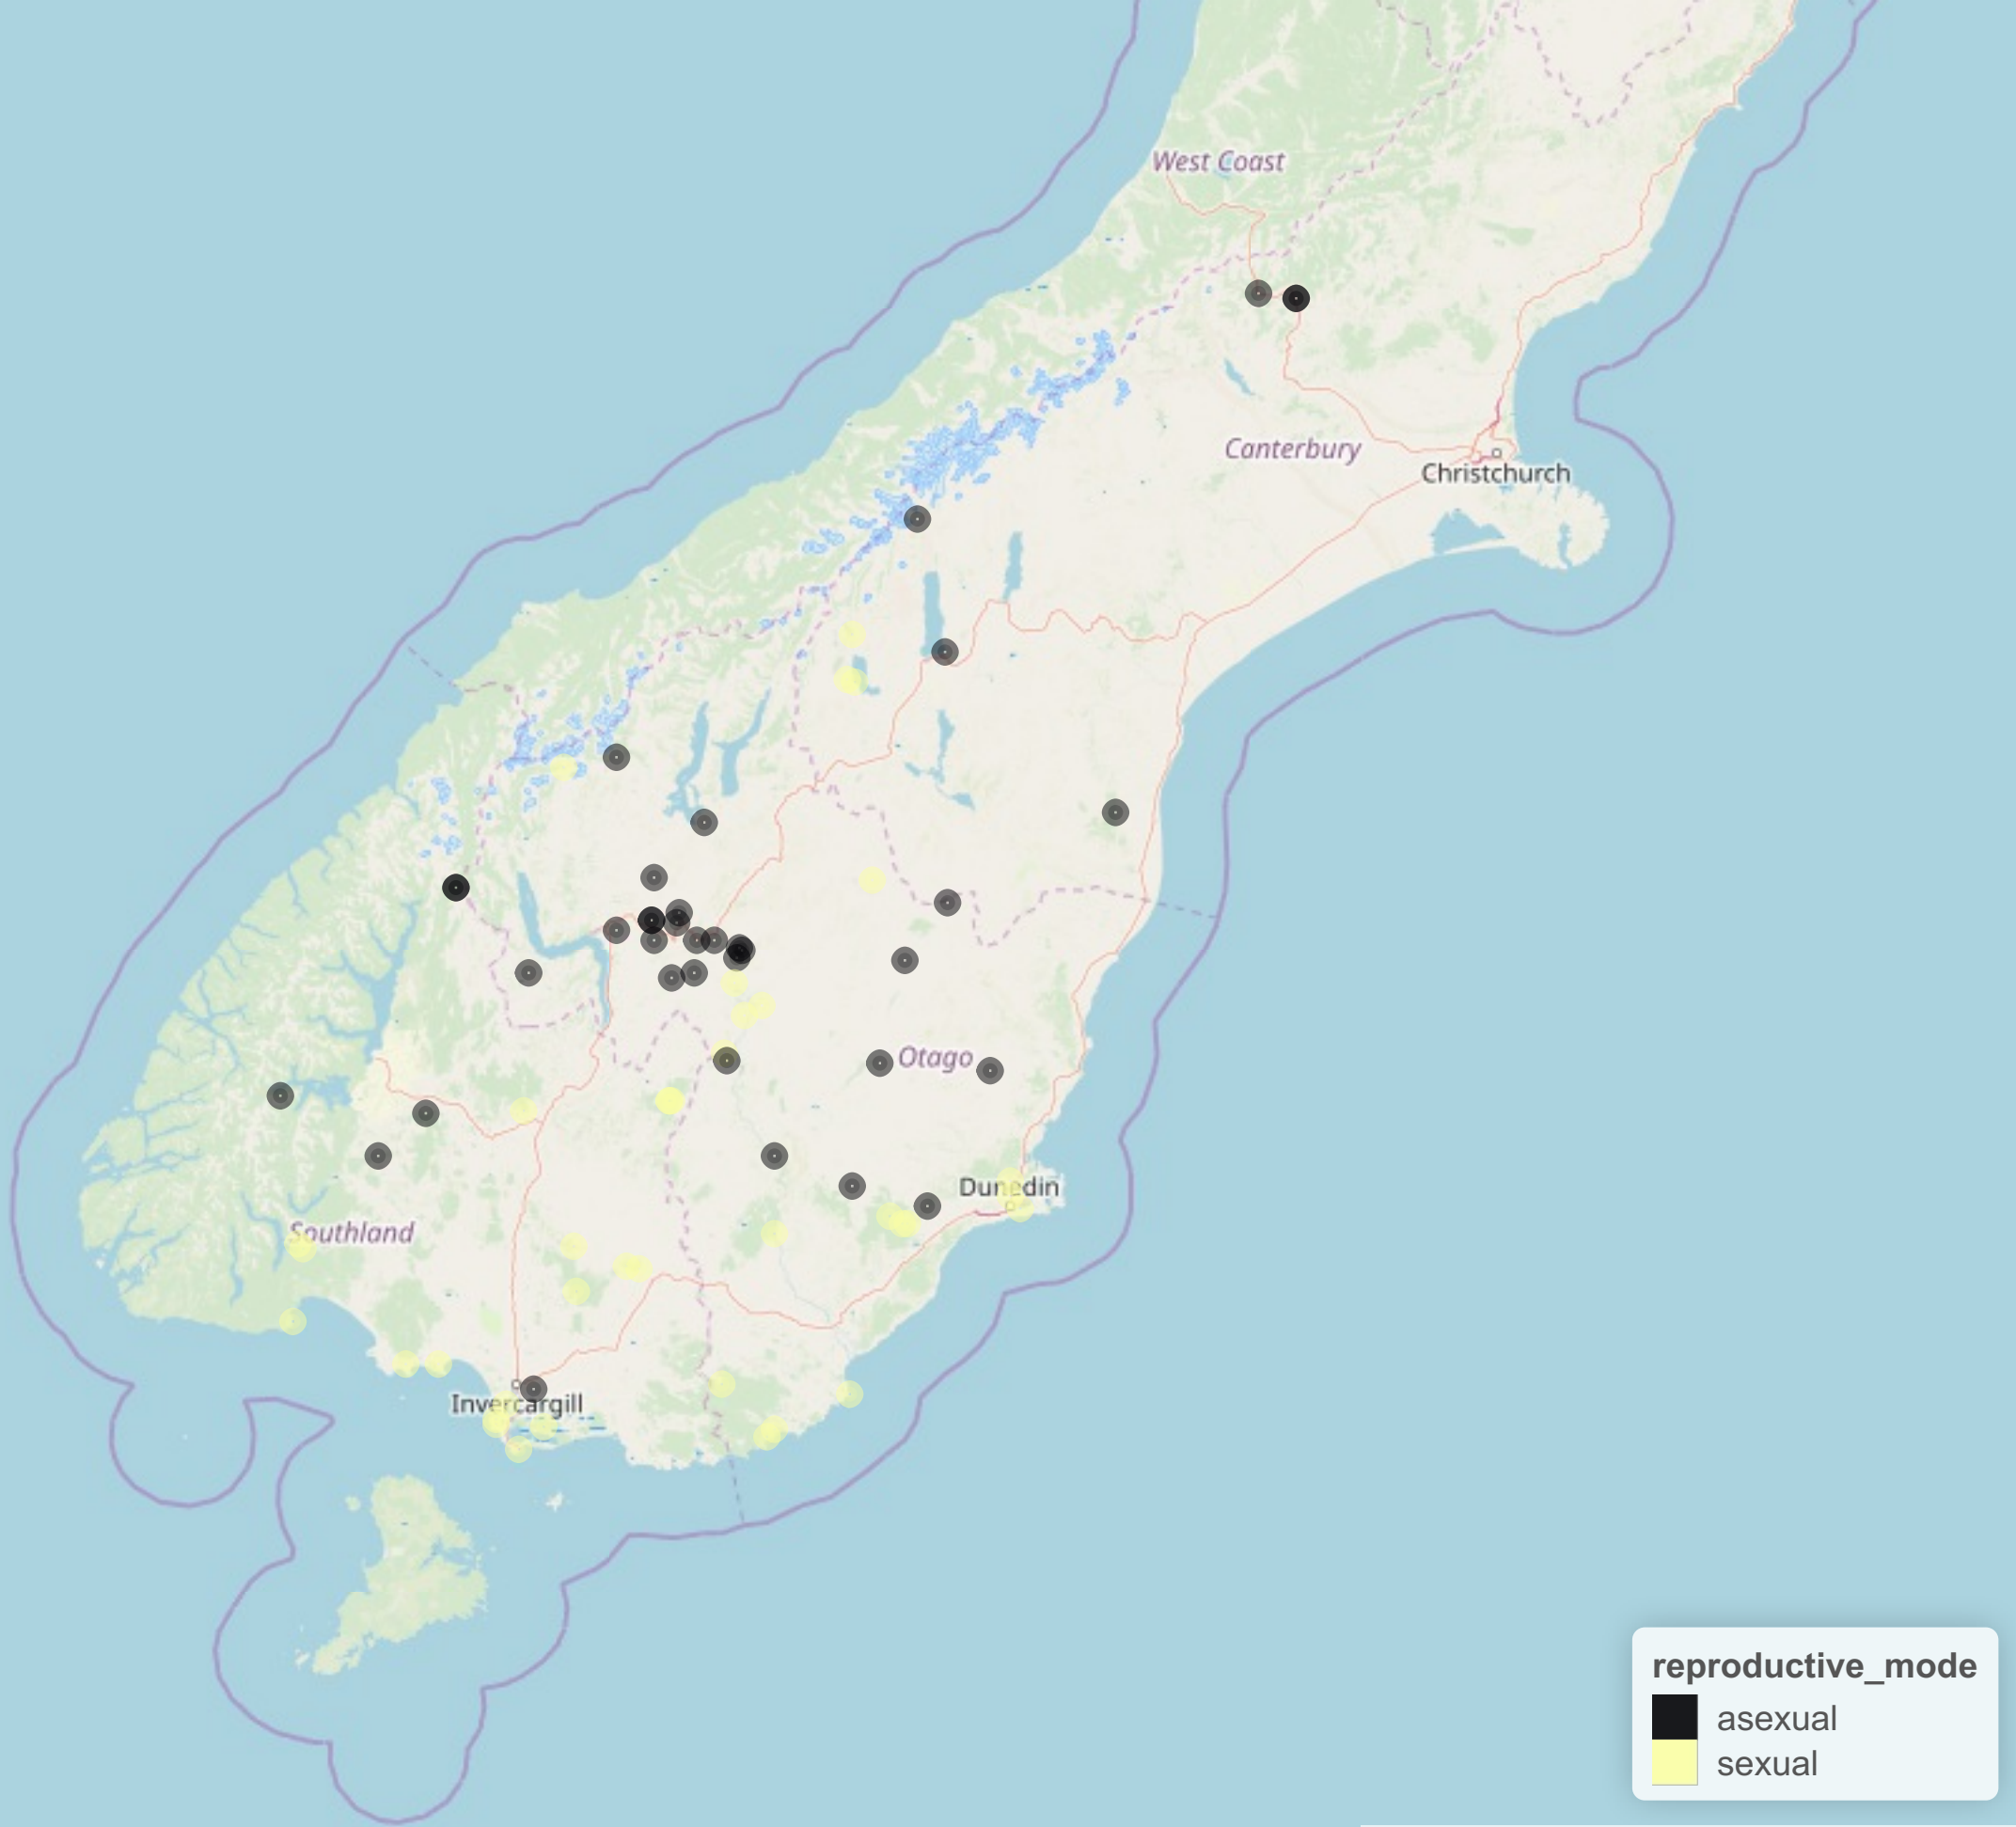 West Coast
Canterbury
Christchurch
Otago
Dunedin
Southland
Invercargill
reproductive_mode
asexual
sexual